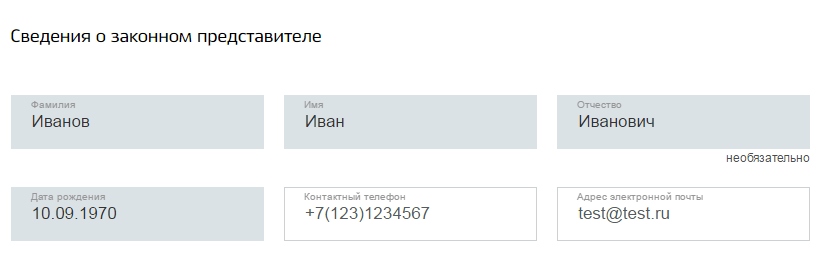 Сведения о законном представителе
Фамилия
Иванов
Имя
Иван
Отчество
Иванович
необязательно
Дата рождения
10.09.1970
Контактный телефон
+7(123)1234567
Адрес электронной почты
test@test.ru